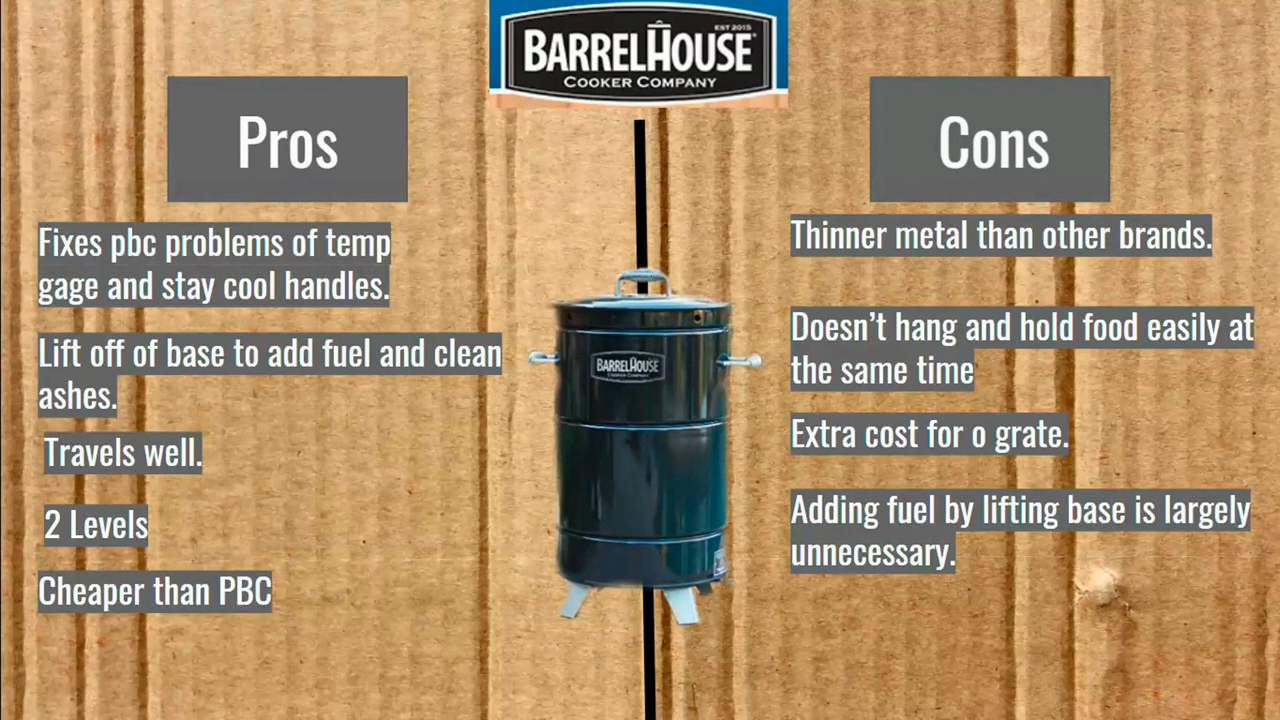 EST 2015
BARRELHOUSE
COOKER COMPANY
Pros
Fixes pbc problems of temp
gage and stay cool handles.
Lift off of base to add fuel and clean
ashes.
Travels well.
2 Levels
Cheaper than PBC
BARRELHOUSE
COOKER COMPANY
Cons
Thinner metal than other brands.
Doesn’t hang and hold food easily at
the same time
Extra cost for o grate.
Adding fuel by lifting base is largely
unnecessary.